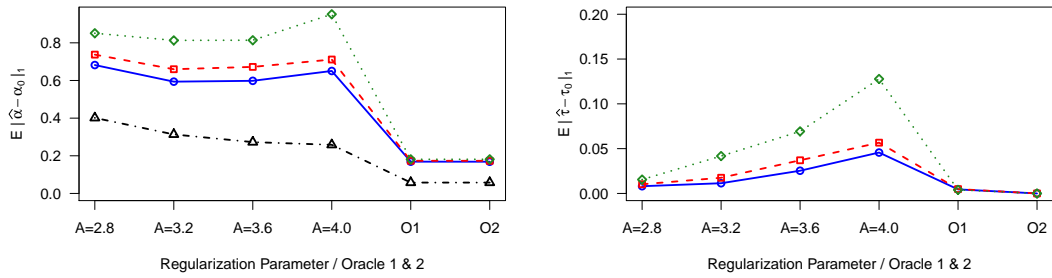 E | α̂ − α₀ |₁
0.8
0.6
0.4
0.2
0.0
A=2.8 A=3.2 A=3.6 A=4.0 O1 O2
Regularization Parameter / Oracle 1 & 2
E | τ̂ − τ₀ |₁
0.20
0.15
0.10
0.05
0.00
A=2.8 A=3.2 A=3.6 A=4.0 O1 O2
Regularization Parameter / Oracle 1 & 2